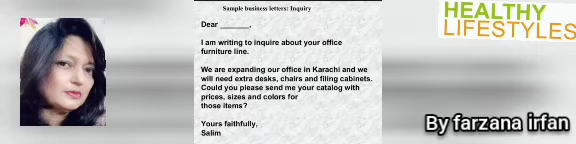 Sample business letters: Inquiry
Dear _______,
I am writing to inquire about your office
furniture line.
We are expanding our office in Karachi and we
will need extra desks, chairs and filing cabinets.
Could you please send me your catalog with
prices, sizes and colors for
those items?
Yours faithfully,
Salim
HEALTHY
LIFESTYLES
By farzana irfan